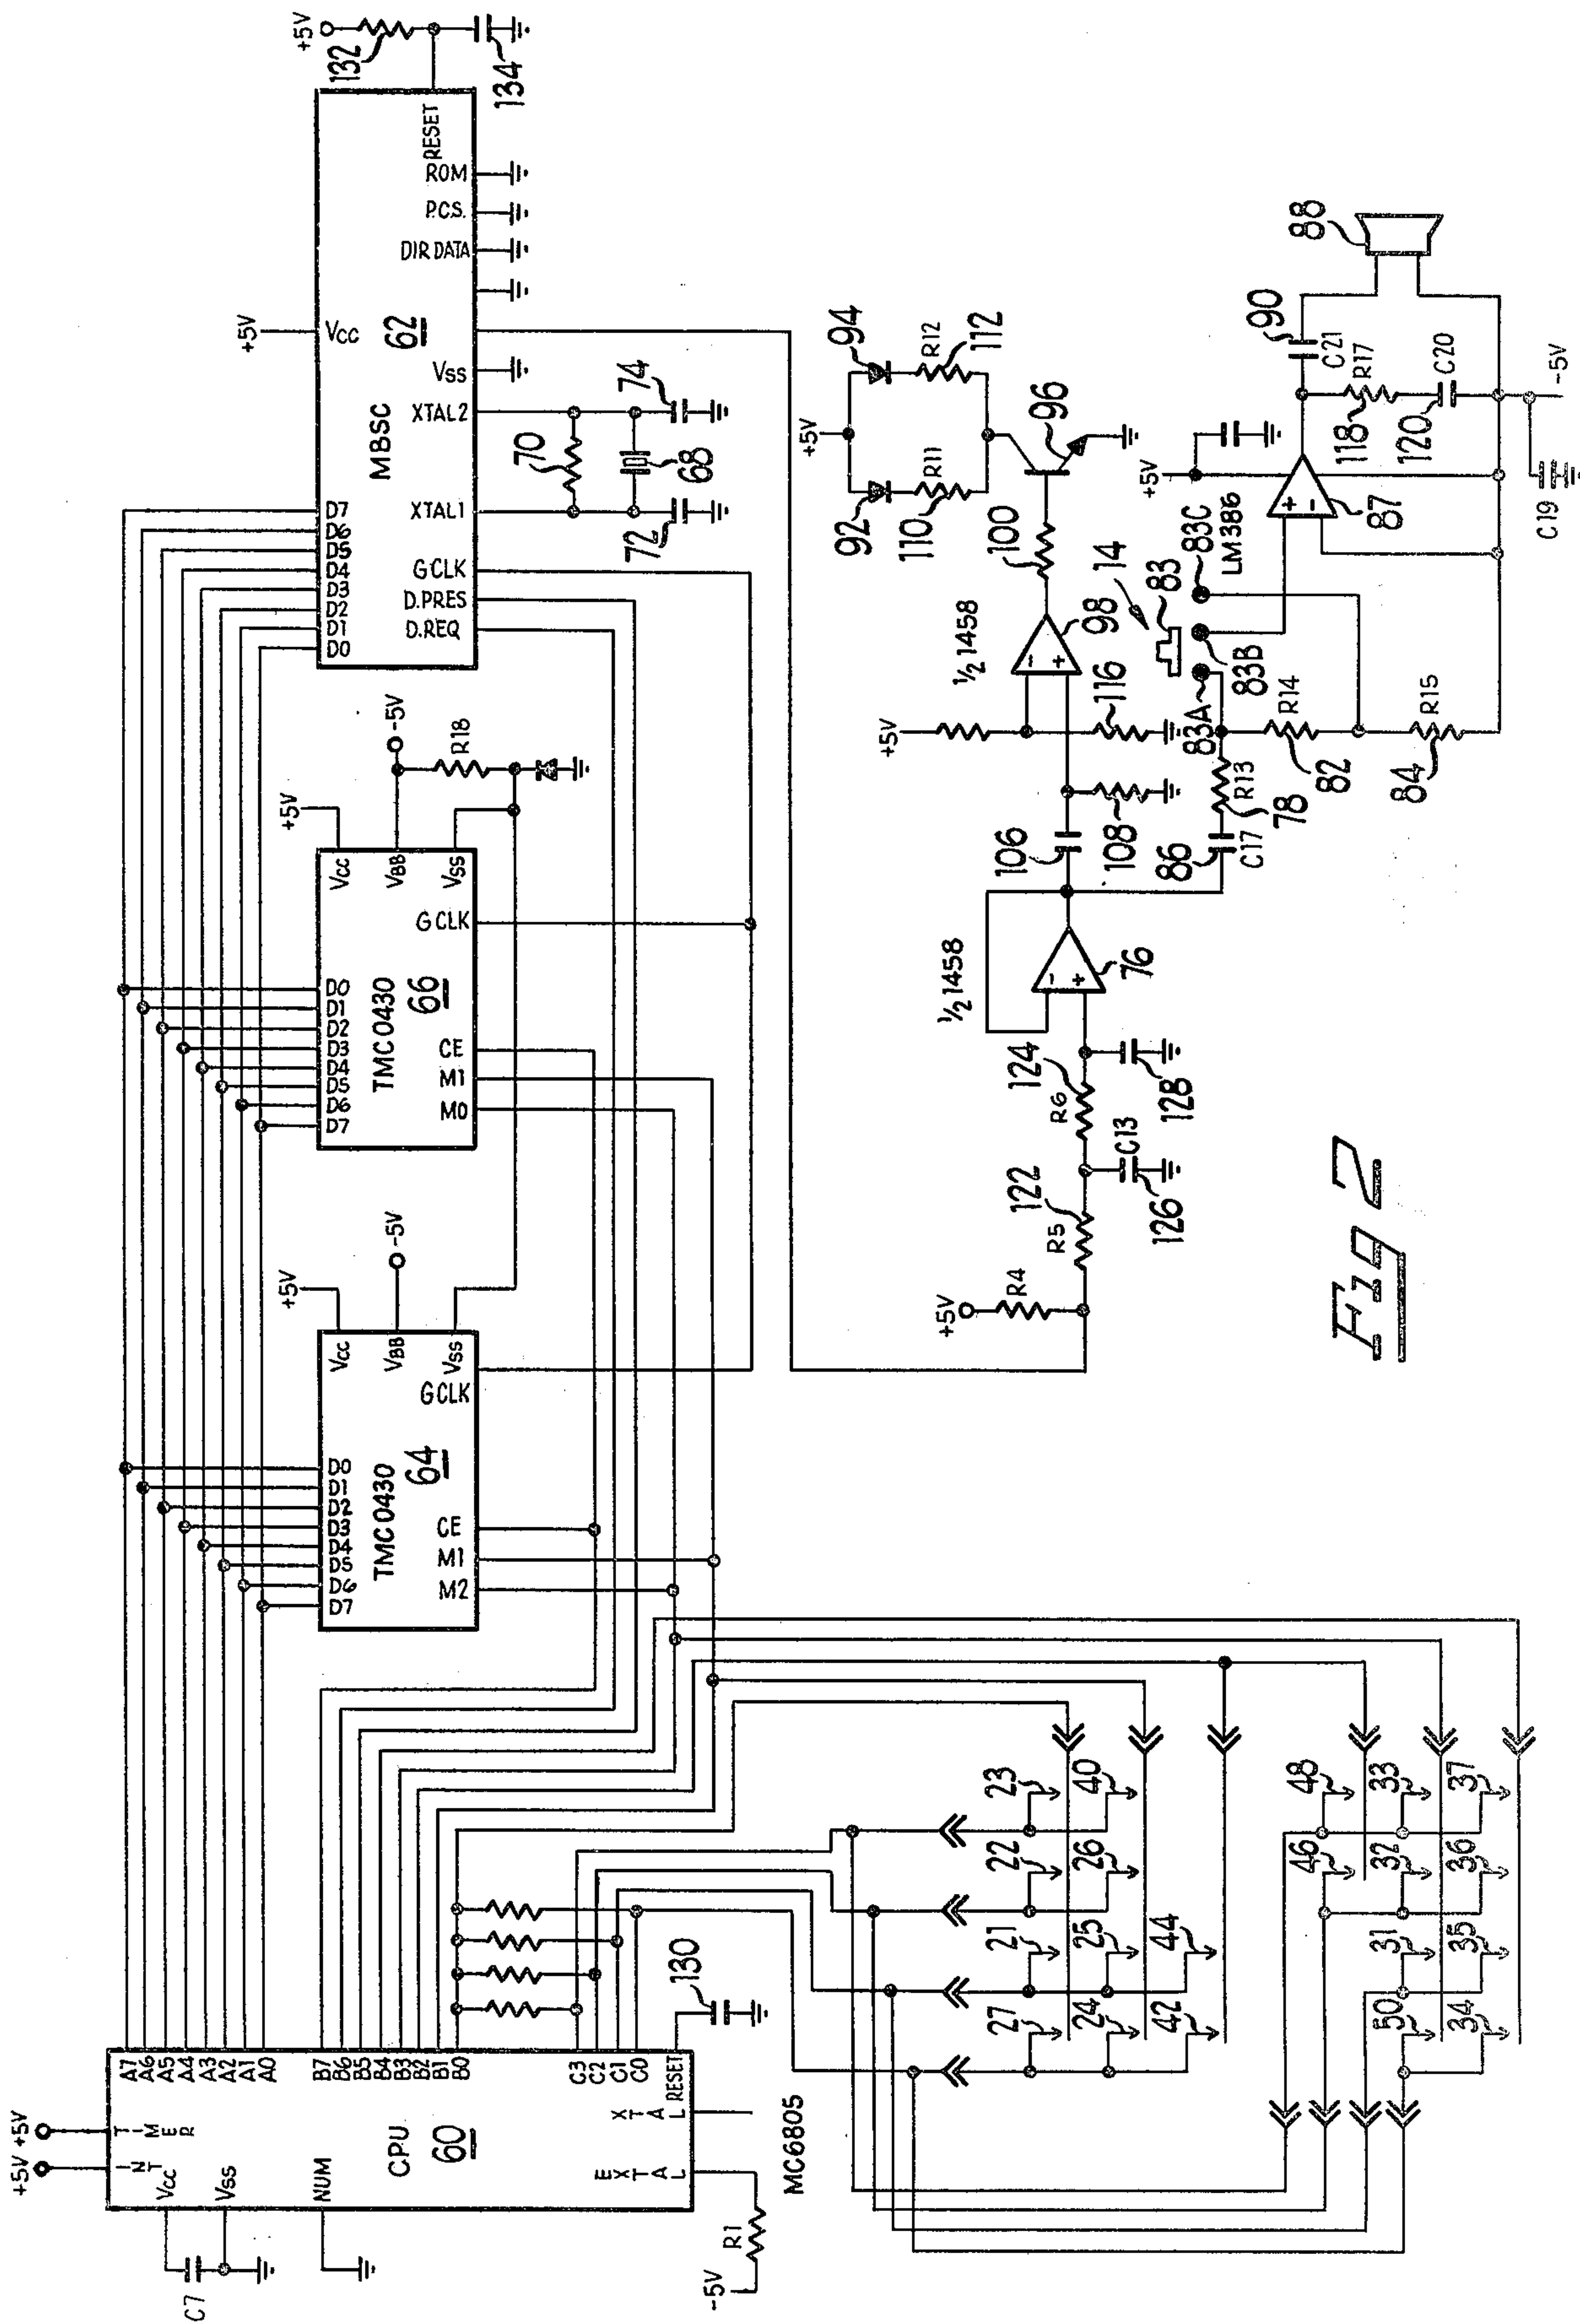 +5V +5V
TIMER
INT
VCC
VSS
NUM
CPU
60
EXTAL
XTAL
RESET
A7
A6
A5
A4
A3
A2
A1
A0
B7
B6
B5
B4
B3
B2
B1
B0
C3
C2
C1
C0
C7
R1
-5V
MC6805
130
TMC0430
64
D0
D1
D2
D3
D4
D5
D6
D7
CE
M1
M2
VCC
VBB
VSS
G CLK
+5V
-5V
TMC0430
66
D0
D1
D2
D3
D4
D5
D6
D7
CE
M1
M0
VCC
VBB
VSS
G CLK
+5V
-5V
R18
MBSC
62
D7
D6
D5
D4
D3
D2
D1
D0
VCC
+5V
VSS
XTAL2
XTAL1
G CLK
D.PRES
D.REQ
DIR DATA
P.C.S.
ROM
RESET
+5V
132
134
70
68
72
74
23
22
21
27
40
26
25
24
44
42
48
46
33
32
31
50
37
36
35
34
+5V
R4
R5
122
R6
124
C13
126
128
½ 1458
76
106
108
86
C17
R13
78
+5V
116
½ 1458
98
100
96
+5V
92
94
R11
110
R12
112
14
83
83A
83B
83C
R14
82
R15
84
LM386
+5V
87
90
C21
R17
118
C20
120
88
-5V
C19
Fig 2